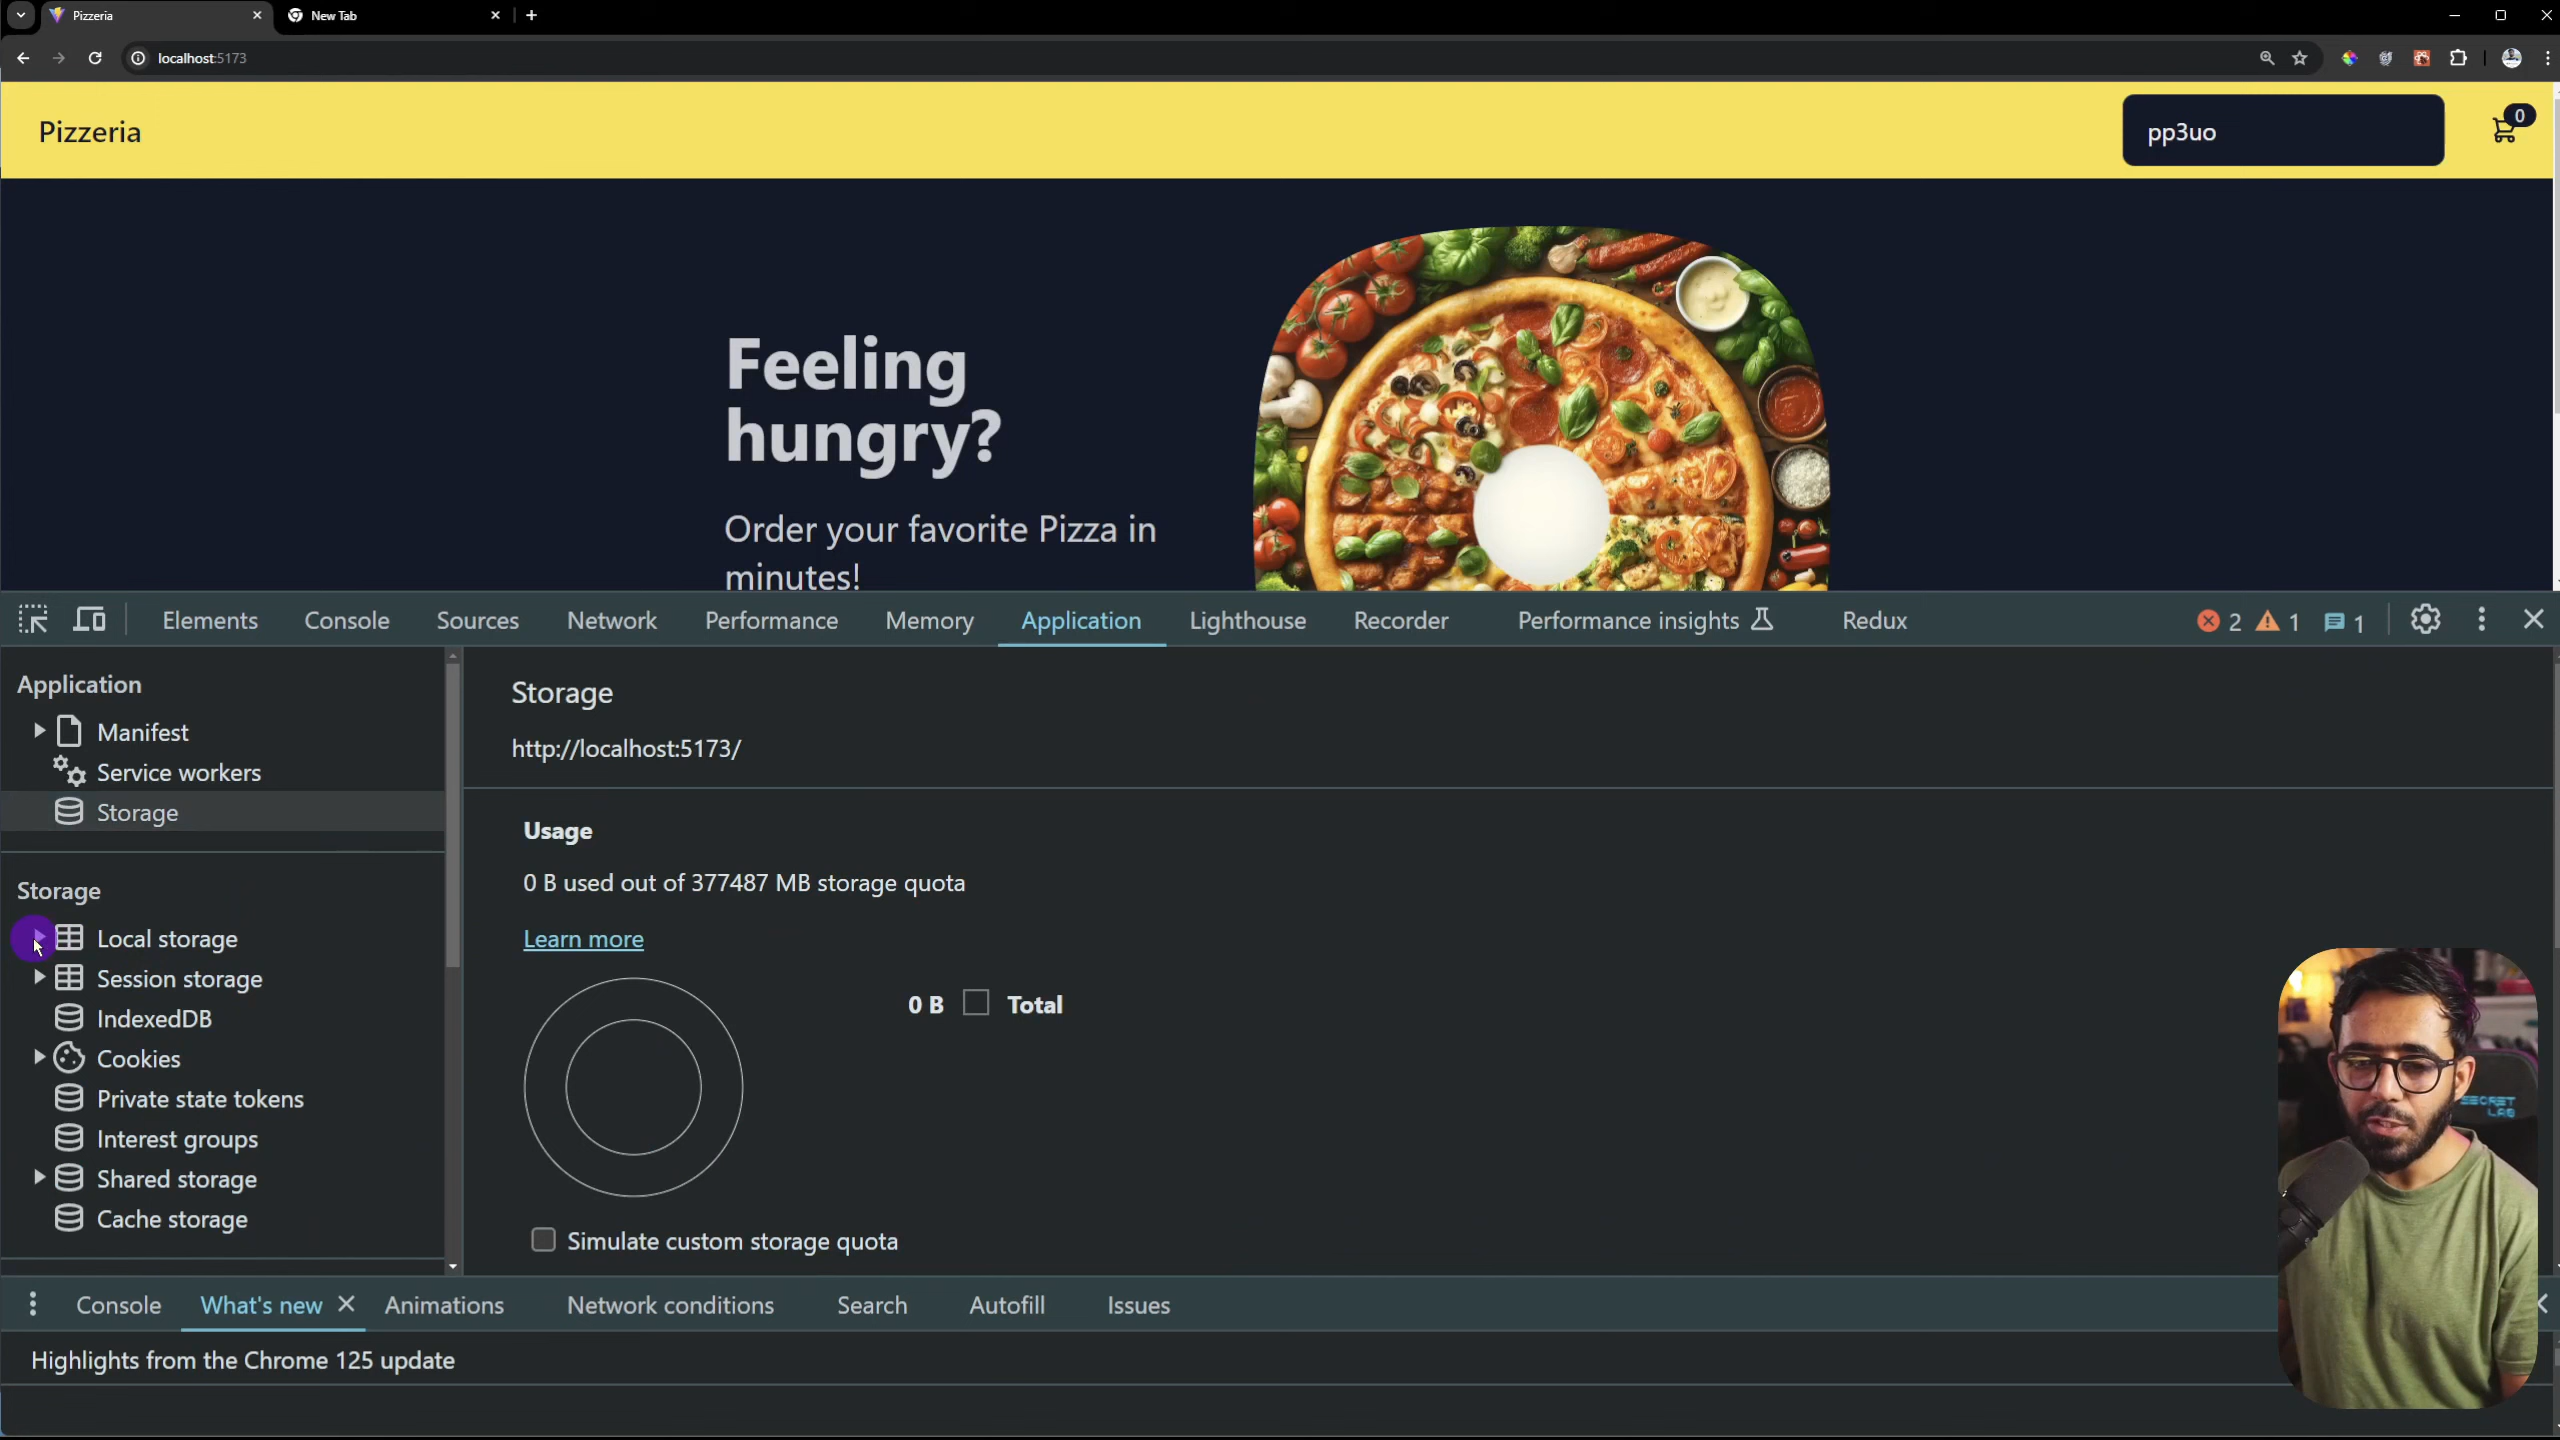 Pizzeria
New Tab
localhost:5173
Pizzeria
pp3uo
0
Feeling
hungry?
Order your favorite Pizza in
minutes!
Elements
Console
Sources
Network
Performance
Memory
Application
Lighthouse
Recorder
Performance insights
Redux
2
1
1
Application
Manifest
Service workers
Storage
Storage
Local storage
Session storage
IndexedDB
Cookies
Private state tokens
Interest groups
Shared storage
Cache storage
Storage
http://localhost:5173/
Usage
0 B used out of 377487 MB storage quota
Learn more
0 B Total
Simulate custom storage quota
SECRET
LAB
Console
What's new
Animations
Network conditions
Search
Autofill
Issues
Highlights from the Chrome 125 update